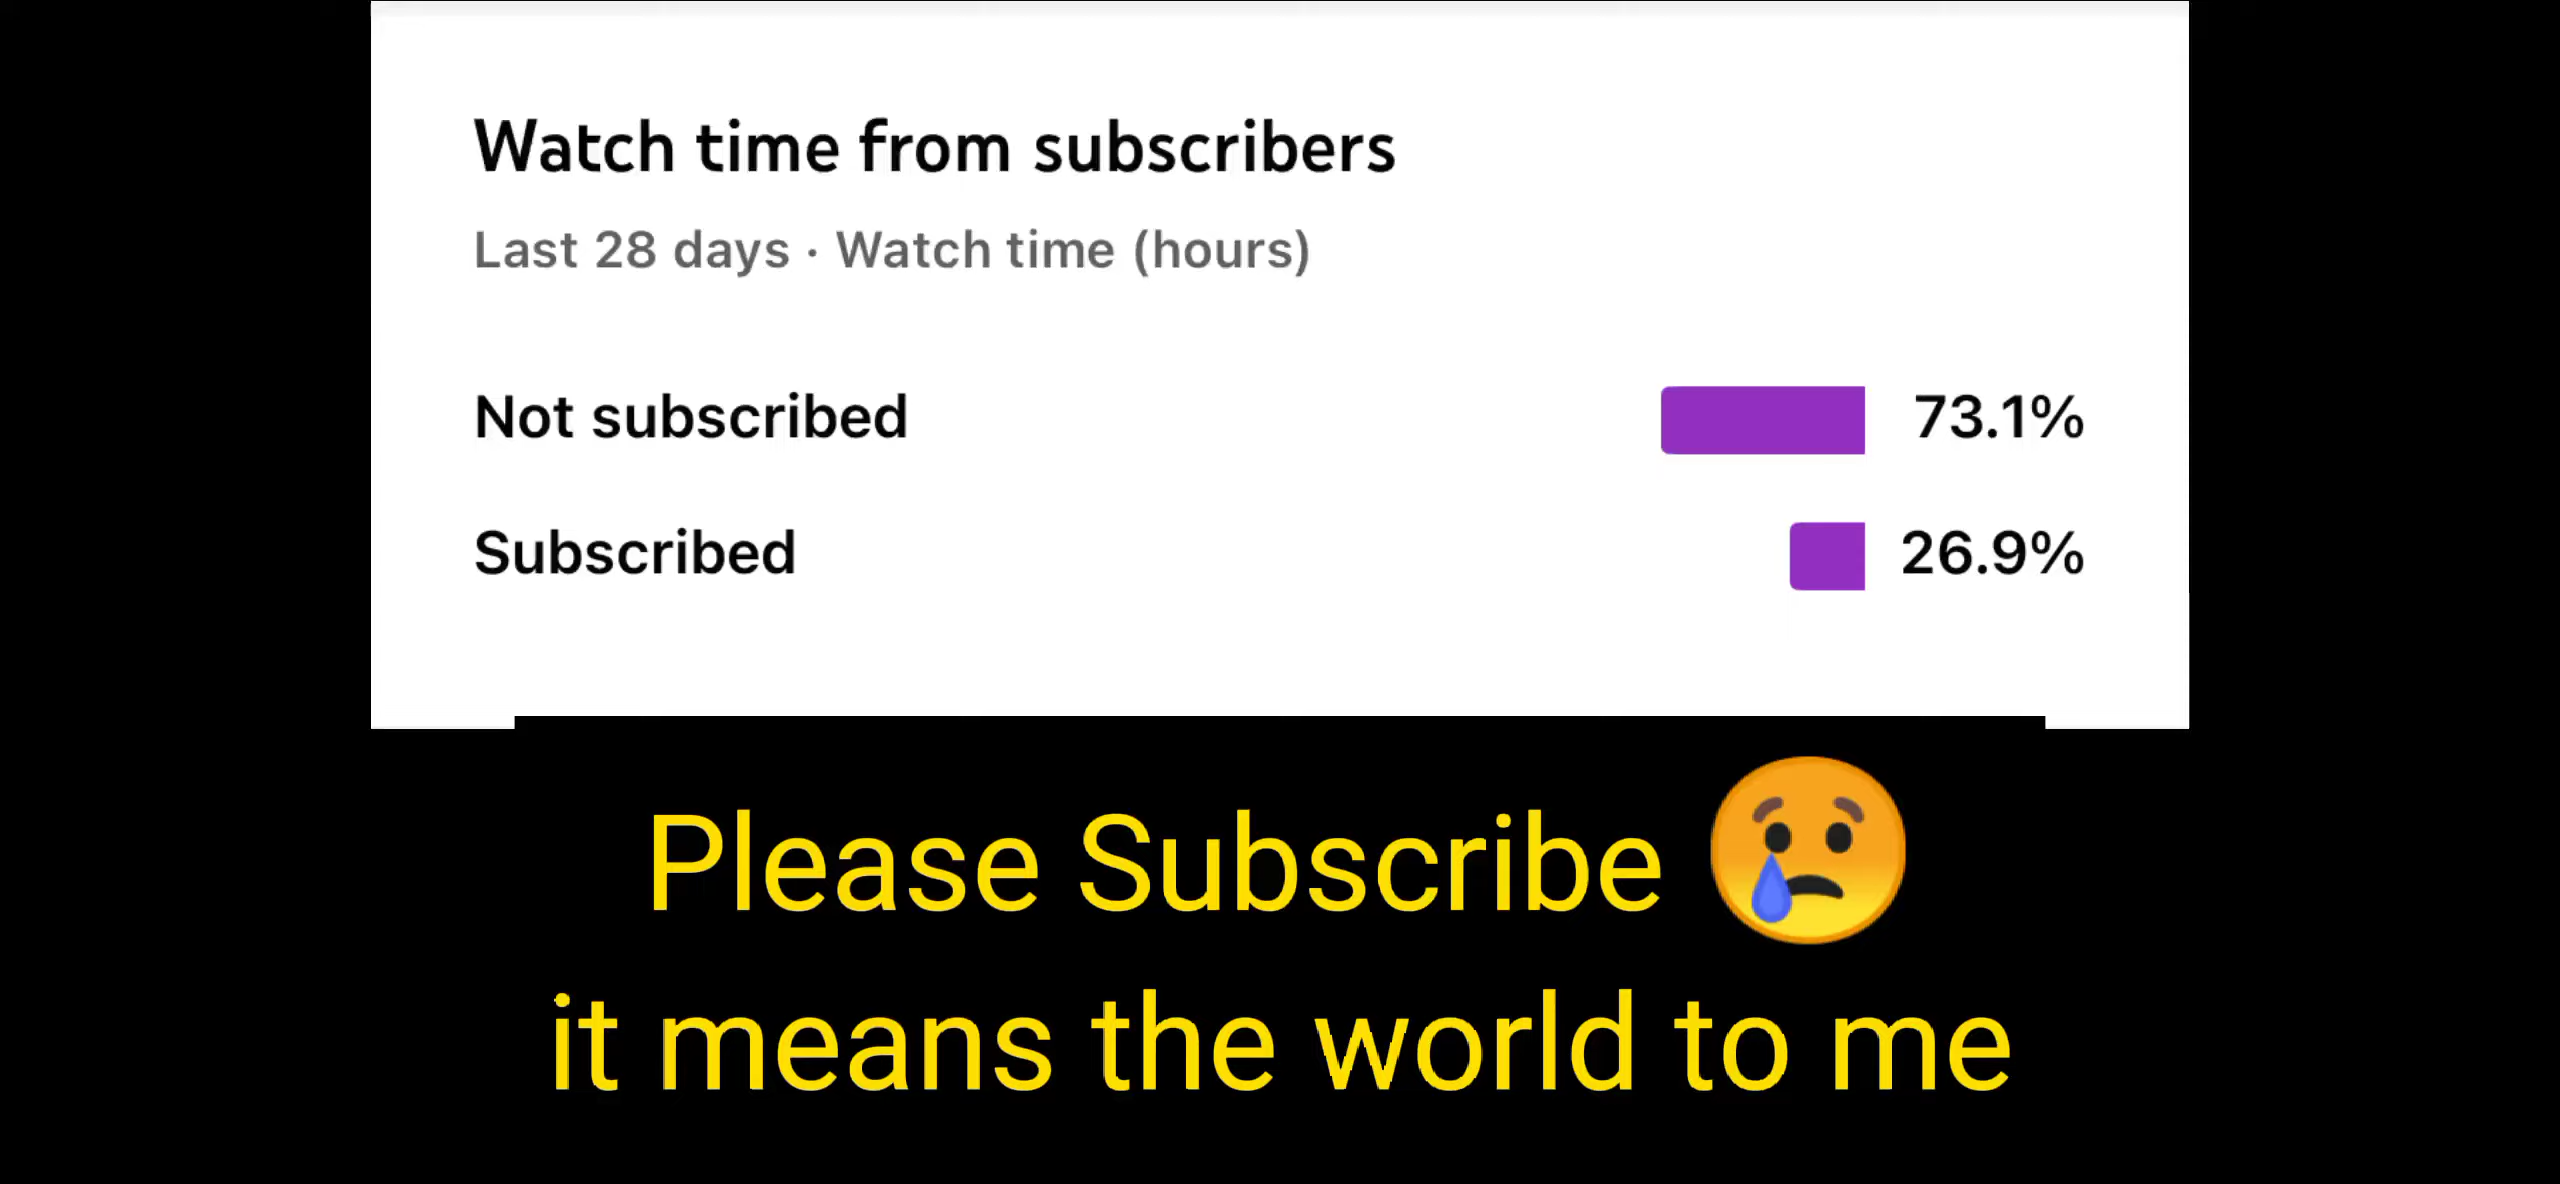 Watch time from subscribers
Last 28 days · Watch time (hours)
Not subscribed 73.1%
Subscribed 26.9%
Please Subscribe 😢
it means the world to me